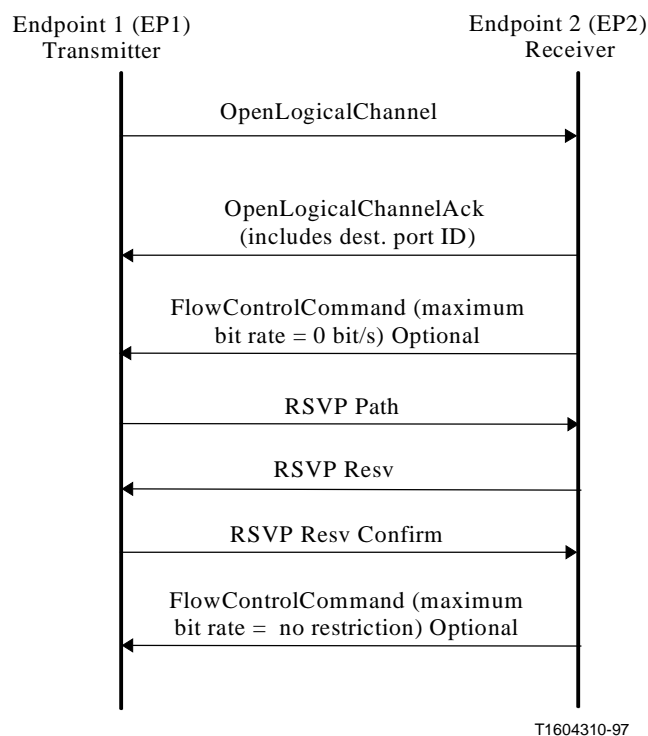 Endpoint 1 (EP1)
Transmitter
Endpoint 2 (EP2)
Receiver
OpenLogicalChannel
OpenLogicalChannelAck
(includes dest. port ID)
FlowControlCommand (maximum
bit rate = 0 bit/s) Optional
RSVP Path
RSVP Resv
RSVP Resv Confirm
FlowControlCommand (maximum
bit rate = no restriction) Optional
T1604310-97